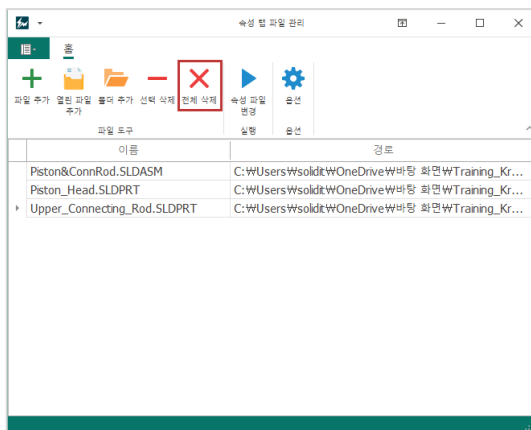 속성 탭 파일 관리
홈
파일 추가 열린 파일 추가 폴더 추가 선택 삭제 전체 삭제 속성 파일 변경 옵션
파일 도구 실행 옵션
이름 경로
Piston&ConnRod.SLDASM C:₩Users₩solidit₩OneDrive₩바탕 화면₩Training_Kr...
Piston_Head.SLDPRT C:₩Users₩solidit₩OneDrive₩바탕 화면₩Training_Kr...
Upper_Connecting_Rod.SLDPRT C:₩Users₩solidit₩OneDrive₩바탕 화면₩Training_Kr...